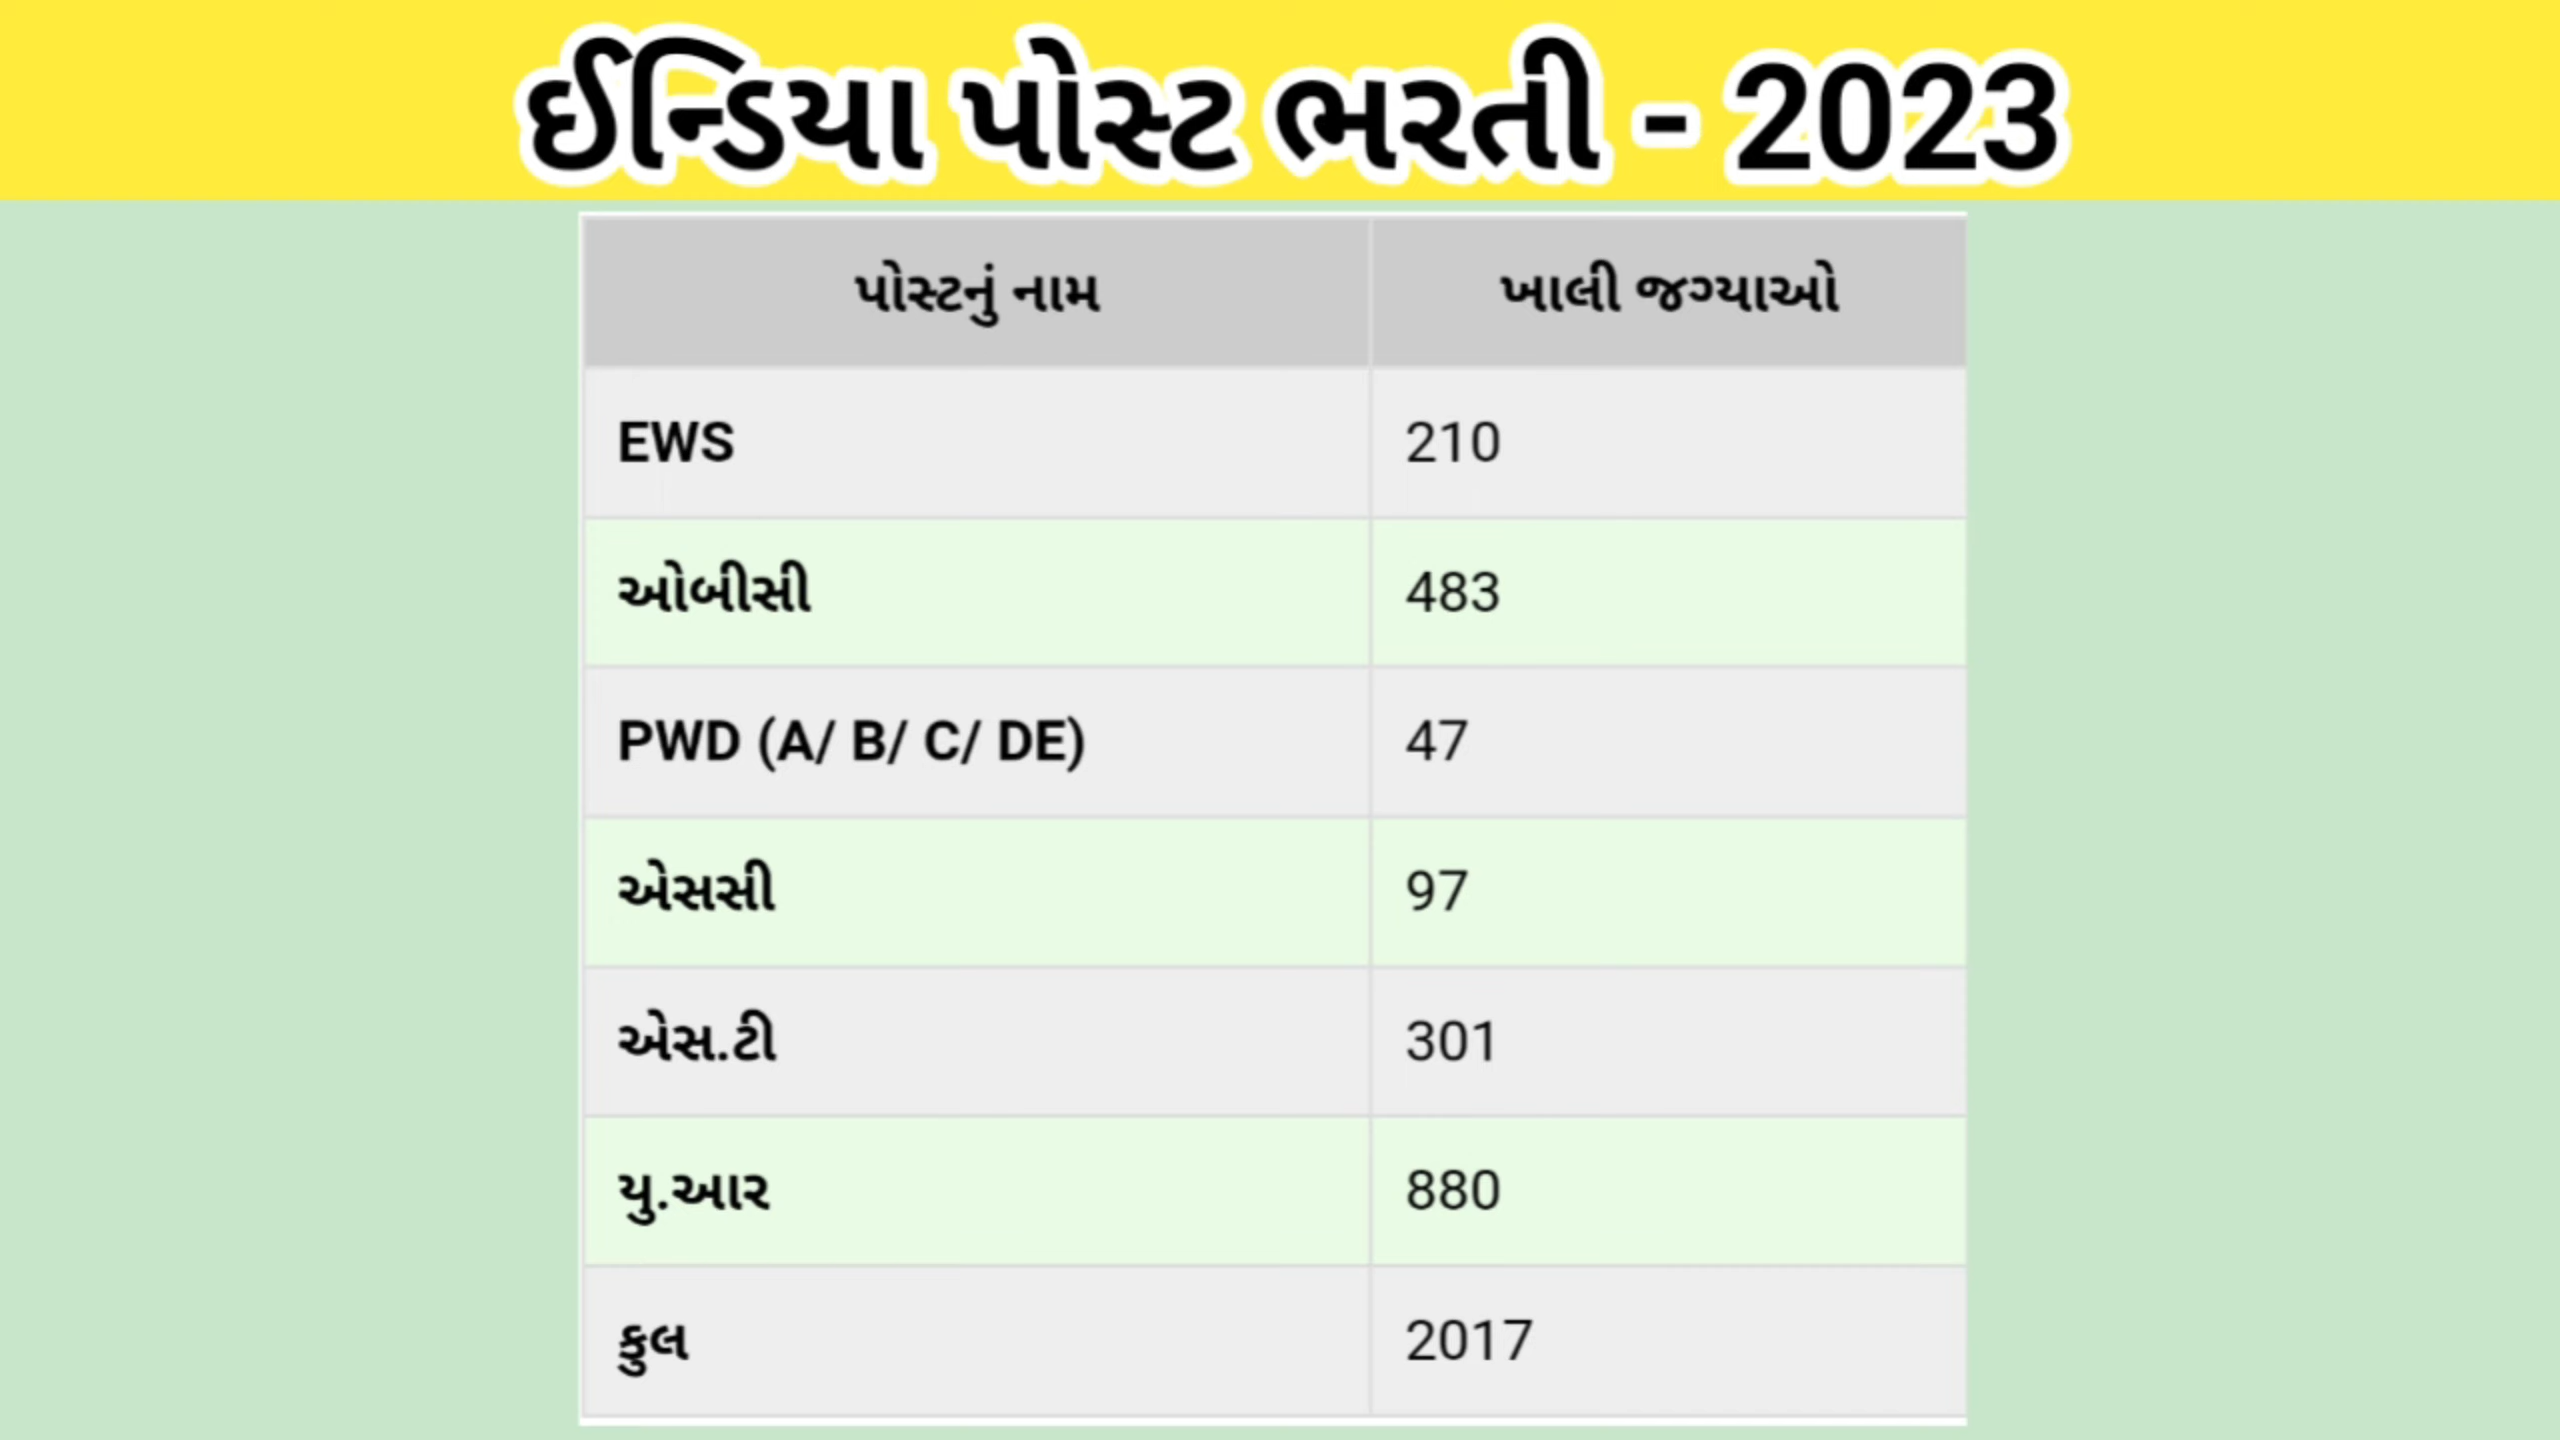 ઈન્ડિયા પોસ્ટ ભરતી - 2023
પોસ્ટનું નામ ખાલી જગ્યાઓ
EWS 210
ઓબીસી 483
PWD (A/ B/ C/ DE) 47
એસસી 97
એસ.ટી 301
યુ.આર 880
કુલ 2017